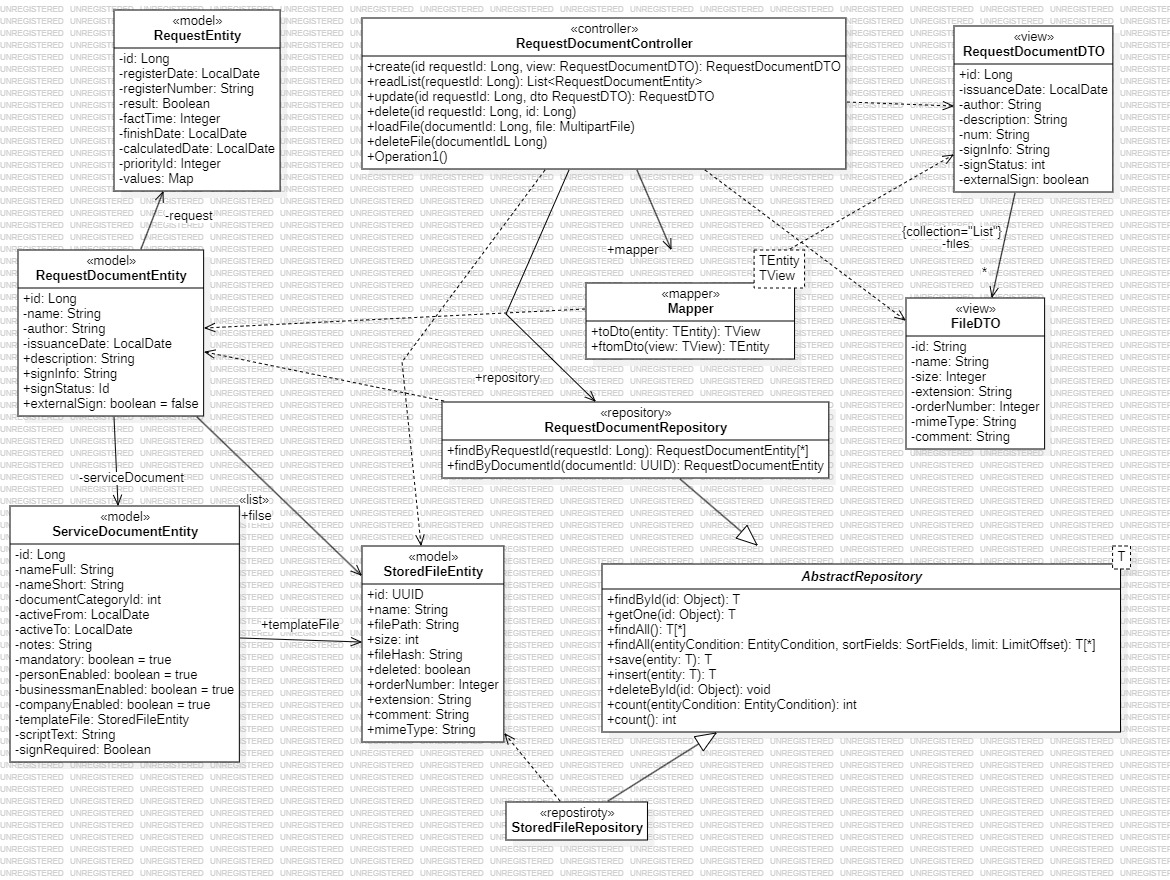 «model»
RequestEntity
-id: Long
-registerDate: LocalDate
-registerNumber: String
-result: Boolean
-factTime: Integer
-finishDate: LocalDate
-calculatedDate: LocalDate
-priorityId: Integer
-values: Map
«controller»
RequestDocumentController
+create(id requestId: Long, view: RequestDocumentDTO): RequestDocumentDTO
+readList(requestId: Long): List<RequestDocumentEntity>
+update(id requestId: Long, dto RequestDTO): RequestDTO
+delete(id requestId: Long, id: Long)
+loadFile(documentId: Long, file: MultipartFile)
+deleteFile(documentIdL Long)
+Operation1()
«view»
RequestDocumentDTO
+id: Long
-issuanceDate: LocalDate
-author: String
-description: String
-num: String
-signInfo: String
-signStatus: int
-externalSign: boolean
-request
+mapper
{collection="List"}
-files
*
«model»
RequestDocumentEntity
+id: Long
-name: String
-author: String
-issuanceDate: LocalDate
+description: String
+signInfo: String
+signStatus: Id
+externalSign: boolean = false
TEntity
TView
«mapper»
Mapper
+toDto(entity: TEntity): TView
+ftomDto(view: TView): TEntity
«view»
FileDTO
-id: String
-name: String
-size: Integer
-extension: String
-orderNumber: Integer
-mimeType: String
-comment: String
+repository
«repository»
RequestDocumentRepository
+findByRequestId(requestId: Long): RequestDocumentEntity[*]
+findByDocumentId(documentId: UUID): RequestDocumentEntity
-serviceDocument
«list»
+filse
«model»
ServiceDocumentEntity
-id: Long
-nameFull: String
-nameShort: String
-documentCategoryId: int
-activeFrom: LocalDate
-activeTo: LocalDate
-notes: String
-mandatory: boolean = true
-personEnabled: boolean = true
-businessmanEnabled: boolean = true
-companyEnabled: boolean = true
-templateFile: StoredFileEntity
-scriptText: String
-signRequired: Boolean
+templateFile
«model»
StoredFileEntity
+id: UUID
+name: String
+filePath: String
+size: int
+fileHash: String
+deleted: boolean
+orderNumber: Integer
+extension: String
+comment: String
+mimeType: String
T
AbstractRepository
+findById(id: Object): T
+getOne(id: Object): T
+findAll(): T[*]
+findAll(entityCondition: EntityCondition, sortFields: SortFields, limit: LimitOffset): T[*]
+save(entity: T): T
+insert(entity: T): T
+deleteById(id: Object): void
+count(entityCondition: EntityCondition): int
+count(): int
«repostiroty»
StoredFileRepository